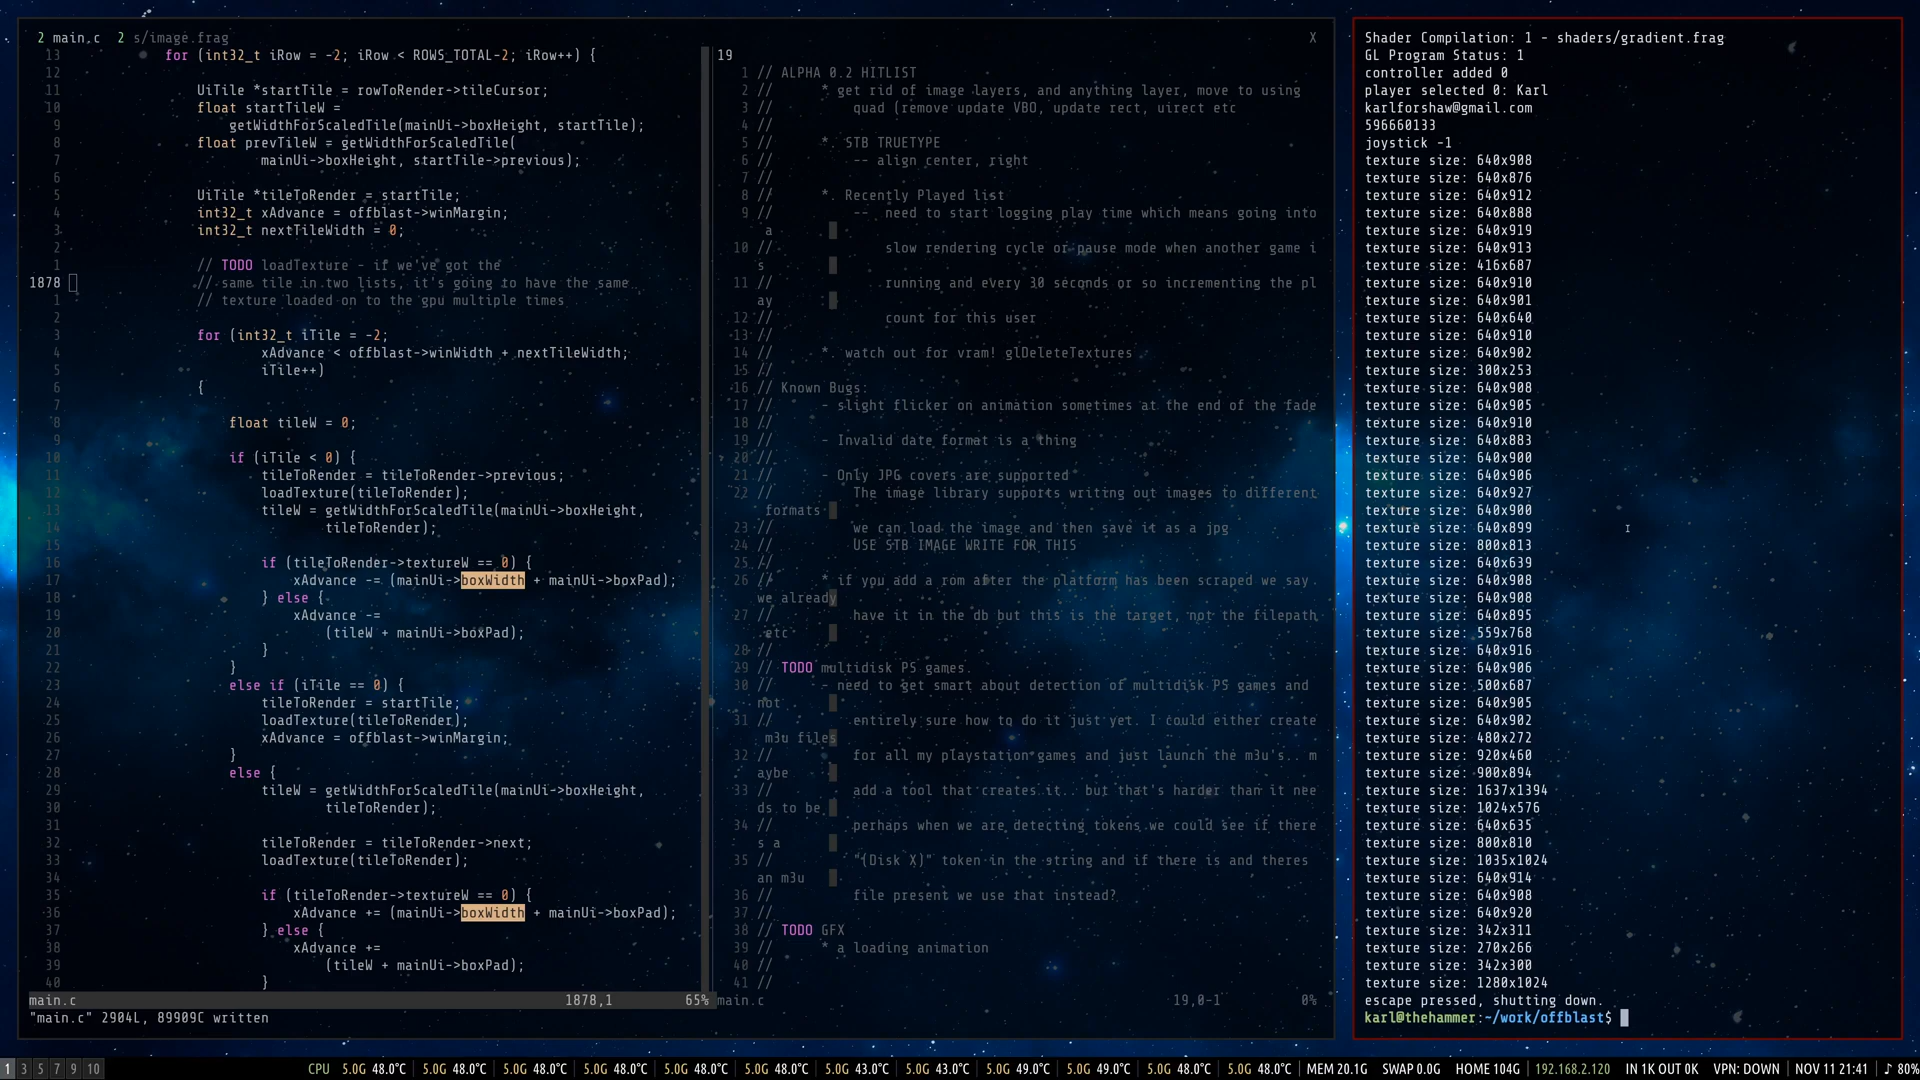 2 main.c  2 s/image.frag X
13 for (int32_t iRow = -2; iRow < ROWS_TOTAL-2; iRow++) {
12
11 UiTile *startTile = rowToRender->tileCursor;
10 float startTileW =
9 getWidthForScaledTile(mainUi->boxHeight, startTile);
8 float prevTileW = getWidthForScaledTile(
7 mainUi->boxHeight, startTile->previous);
6
5 UiTile *tileToRender = startTile;
4 int32_t xAdvance = offblast->winMargin;
3 int32_t nextTileWidth = 0;
2
1 // TODO loadTexture - if we've got the
1878 // same tile in two lists, it's going to have the same
1 // texture loaded on to the gpu multiple times
2
3 for (int32_t iTile = -2;
4 xAdvance < offblast->winWidth + nextTileWidth;
5 iTile++)
6 {
7
8 float tileW = 0;
9
10 if (iTile < 0) {
11 tileToRender = tileToRender->previous;
12 loadTexture(tileToRender);
13 tileW = getWidthForScaledTile(mainUi->boxHeight,
14 tileToRender);
15
16 if (tileToRender->textureW == 0) {
17 xAdvance -= (mainUi->boxWidth + mainUi->boxPad);
18 } else {
19 xAdvance -=
20 (tileW + mainUi->boxPad);
21 }
22 }
23 else if (iTile == 0) {
24 tileToRender = startTile;
25 loadTexture(tileToRender);
26 xAdvance = offblast->winMargin;
27 }
28 else {
29 tileW = getWidthForScaledTile(mainUi->boxHeight,
30 tileToRender);
31
32 tileToRender = tileToRender->next;
33 loadTexture(tileToRender);
34
35 if (tileToRender->textureW == 0) {
36 xAdvance += (mainUi->boxWidth + mainUi->boxPad);
37 } else {
38 xAdvance +=
39 (tileW + mainUi->boxPad);
40 }
main.c 1878,1 65%
"main.c" 2904L, 89909C written
19
1 // ALPHA 0.2 HITLIST
2 // * get rid of image layers, and anything layer, move to using
3 // quad (remove update VBO, update rect, uirect etc
4 //
5 // *. STB TRUETYPE
6 // -- align center, right
7 //
8 // *. Recently Played list
9 // -- need to start logging play time which means going into
a
10 // slow rendering cycle or pause mode when another game i
s
11 // running and every 30 seconds or so incrementing the pl
ay
12 // count for this user
13 //
14 // *. watch out for vram! glDeleteTextures
15 //
16 // Known Bugs:
17 // - slight flicker on animation sometimes at the end of the fade
18 //
19 // - Invalid date format is a thing
20 //
21 // - Only JPG covers are supported
22 // The image library supports writing out images to different
formats
23 // we can load the image and then save it as a jpg
24 // USE STB IMAGE WRITE FOR THIS
25 //
26 // * if you add a rom after the platform has been scraped we say
we already
27 // have it in the db but this is the target, not the filepath
etc
28 //
29 // TODO multidisk PS games.
30 // - need to get smart about detection of multidisk PS games and
not
31 // entirely sure how to do it just yet. I could either create
m3u files
32 // for all my playstation games and just launch the m3u's.. m
aybe
33 // add a tool that creates it.. but that's harder than it nee
ds to be
34 // perhaps when we are detecting tokens we could see if there
s a
35 // "(Disk X)" token in the string and if there is and theres
an m3u
36 // file present we use that instead?
37 //
38 // TODO GFX
39 // * a loading animation
40 //
41 //
main.c 19,0-1 0%
Shader Compilation: 1 - shaders/gradient.frag
GL Program Status: 1
controller added 0
player selected 0: Karl
karlforshaw@gmail.com
596660133
joystick -1
texture size: 640x908
texture size: 640x876
texture size: 640x912
texture size: 640x888
texture size: 640x919
texture size: 640x913
texture size: 416x687
texture size: 640x910
texture size: 640x901
texture size: 640x640
texture size: 640x910
texture size: 640x902
texture size: 300x253
texture size: 640x908
texture size: 640x905
texture size: 640x910
texture size: 640x883
texture size: 640x900
texture size: 640x906
texture size: 640x927
texture size: 640x900
texture size: 640x899
texture size: 800x813
texture size: 640x639
texture size: 640x908
texture size: 640x908
texture size: 640x895
texture size: 559x768
texture size: 640x916
texture size: 640x906
texture size: 500x687
texture size: 640x905
texture size: 640x902
texture size: 480x272
texture size: 920x460
texture size: 900x894
texture size: 1637x1394
texture size: 1024x576
texture size: 640x635
texture size: 800x810
texture size: 1035x1024
texture size: 640x914
texture size: 640x908
texture size: 640x920
texture size: 342x311
texture size: 270x266
texture size: 342x300
texture size: 1280x1024
escape pressed, shutting down.
karl@thehammer:~/work/offblast$
1 3 5 7 9 10 CPU 5.0G 48.0°C 5.0G 48.0°C 5.0G 48.0°C 5.0G 48.0°C 5.0G 48.0°C 5.0G 48.0°C 5.0G 43.0°C 5.0G 43.0°C 5.0G 49.0°C 5.0G 49.0°C 5.0G 48.0°C 5.0G 48.0°C MEM 20.1G SWAP 0.0G HOME 104G 192.168.2.120 IN 1K OUT 0K VPN: DOWN NOV 11 21:41 ♪ 80%